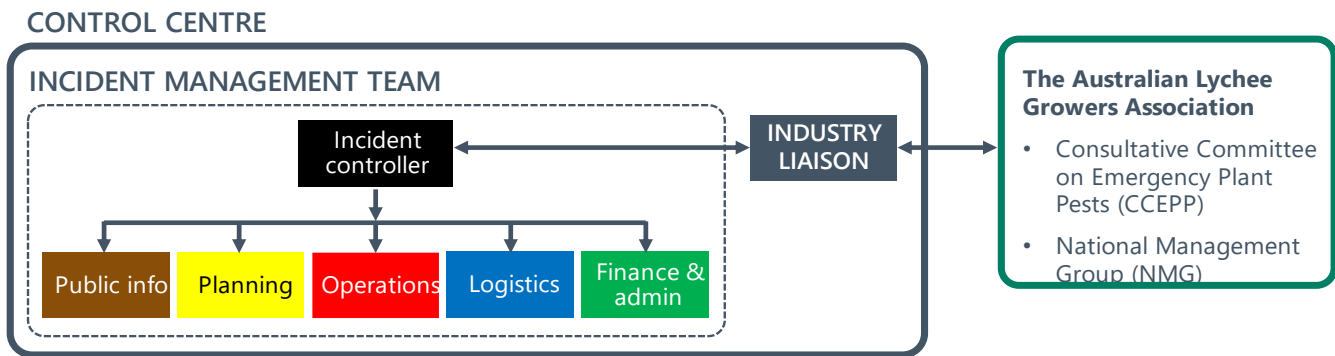 CONTROL CENTRE
INCIDENT MANAGEMENT TEAM
Incident
controller
INDUSTRY
LIAISON
Public info
Planning
Operations
Logistics
Finance &
admin
The Australian Lychee
Growers Association
• Consultative Committee
on Emergency Plant
Pests (CCEPP)
• National Management
Group (NMG)